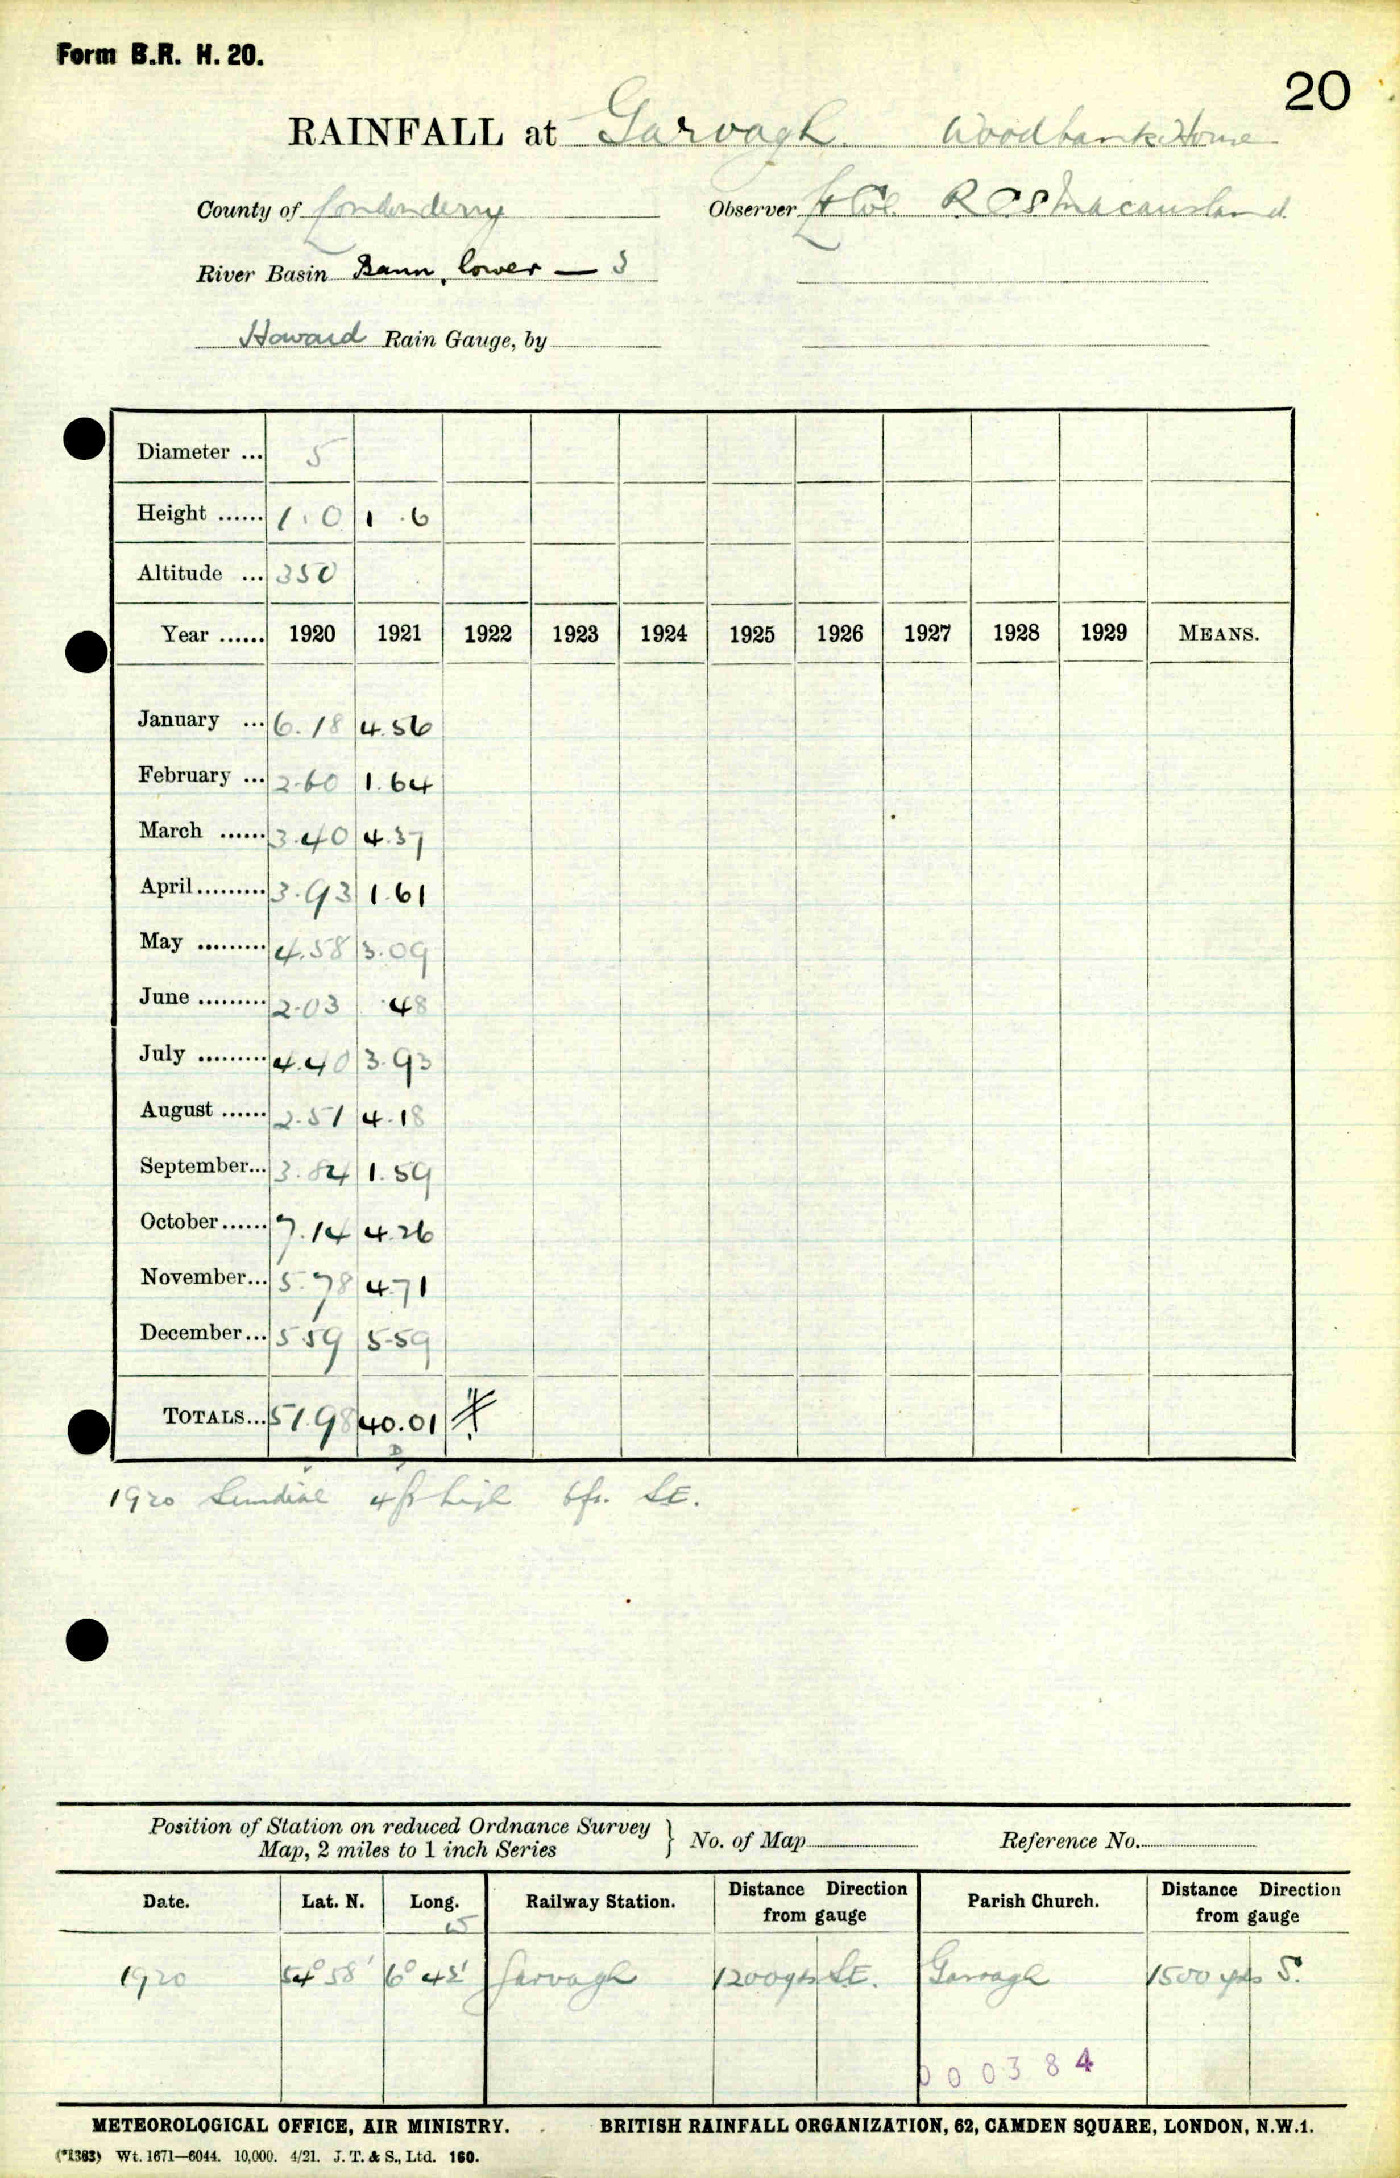 Form B.R. H. 20.
20
RAINFALL at Garvagh. Woodbank House
County of Londonderry Observer Lt Col. R C S Macausland.
River Basin Bann, lower — 3
Howard Rain Gauge, by
Diameter ... 5
Height ...... 1.0 1.6
Altitude ... 350
Year ...... 1920 1921 1922 1923 1924 1925 1926 1927 1928 1929 MEANS.
January ... 6.18 4.56
February ... 2.60 1.64
March ...... 3.40 4.37
April ......... 3.93 1.61
May ......... 4.58 3.09
June ......... 2.03 .48
July ......... 4.40 3.93
August ...... 2.51 4.18
September... 3.84 1.59
October...... 7.14 4.26
November... 5.78 4.71
December... 5.59 5.59
TOTALS... 51.98 40.01
1920 Sundial 4 ft high 6 ft. SE.
Position of Station on reduced Ordnance Survey
Map, 2 miles to 1 inch Series } No. of Map Reference No.
Date. Lat. N. Long. W Railway Station. Distance Direction from gauge Parish Church. Distance Direction from gauge
1920 54° 58' 6° 42' Garvagh 1200 yds SE. Garvagh 1500 yds S.
000384
METEOROLOGICAL OFFICE, AIR MINISTRY. BRITISH RAINFALL ORGANIZATION, 62, CAMDEN SQUARE, LONDON, N.W.1.
(*1383) Wt. 1671—6044. 10,000. 4/21. J. T. & S., Ltd. 160.